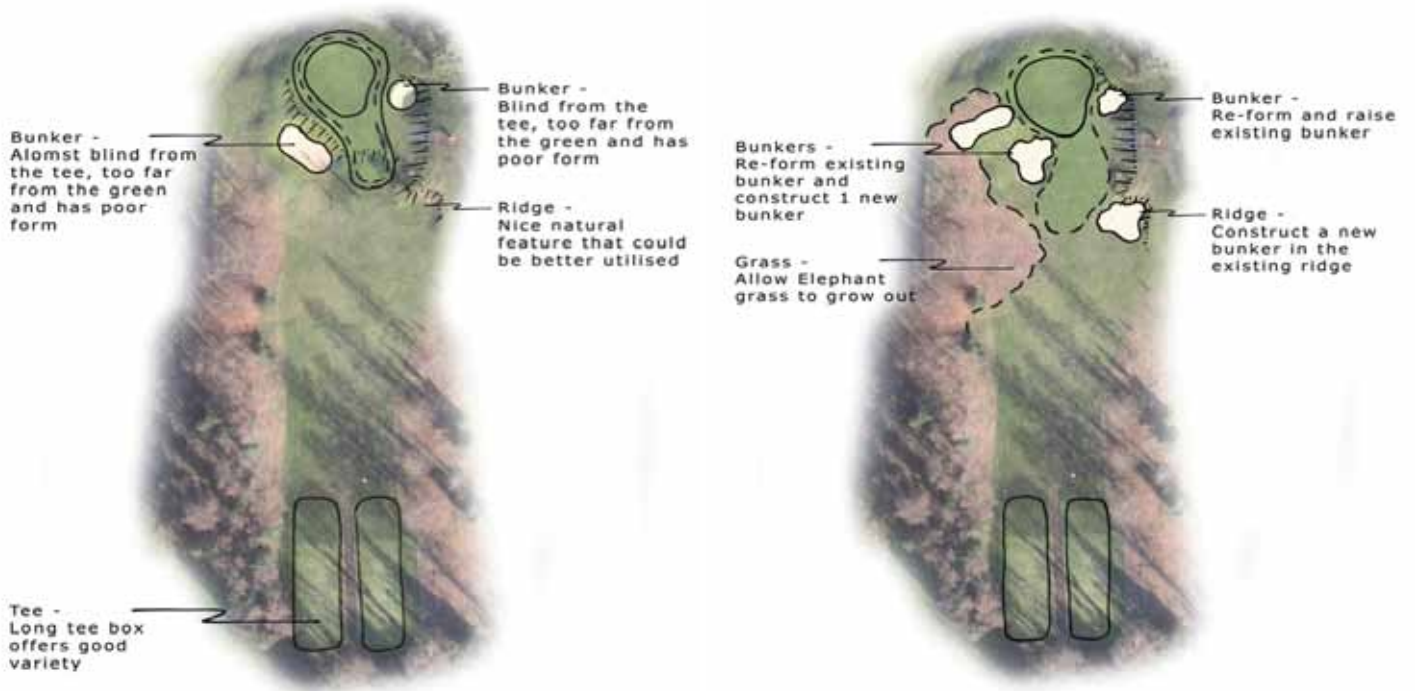 Bunker -
Alomst blind from
the tee, too far
from the green
and has poor
form
Bunker -
Blind from the
tee, too far from
the green and has
poor form
Ridge -
Nice natural
feature that could
be better utilised
Tee -
Long tee box
offers good
variety
Bunkers -
Re-form existing
bunker and
construct 1 new
bunker
Grass -
Allow Elephant
grass to grow out
Bunker -
Re-form and raise
existing bunker
Ridge -
Construct a new
bunker in the
existing ridge